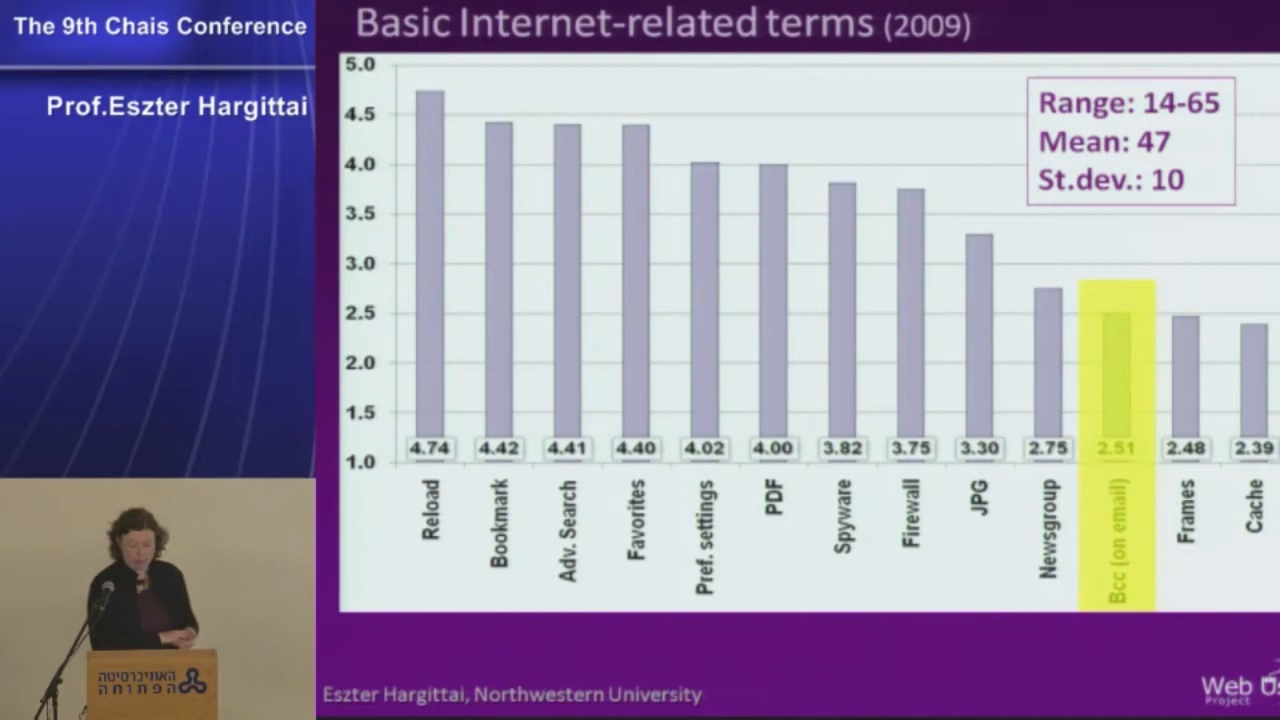 The 9th Chais Conference
Prof.Eszter Hargittai
Basic Internet-related terms (2009)
Range: 14-65
Mean: 47
St.dev.: 10
5.0
4.5
4.0
3.5
3.0
2.5
2.0
1.5
1.0
4.74 4.42 4.41 4.40 4.02 4.00 3.82 3.75 3.30 2.75 2.51 2.48 2.39
Reload
Bookmark
Adv. Search
Favorites
Pref. settings
PDF
Spyware
Firewall
JPG
Newsgroup
Bcc (on email)
Frames
Cache
האוניברסיטה
הפתוחה
Eszter Hargittai, Northwestern University
Web
Project